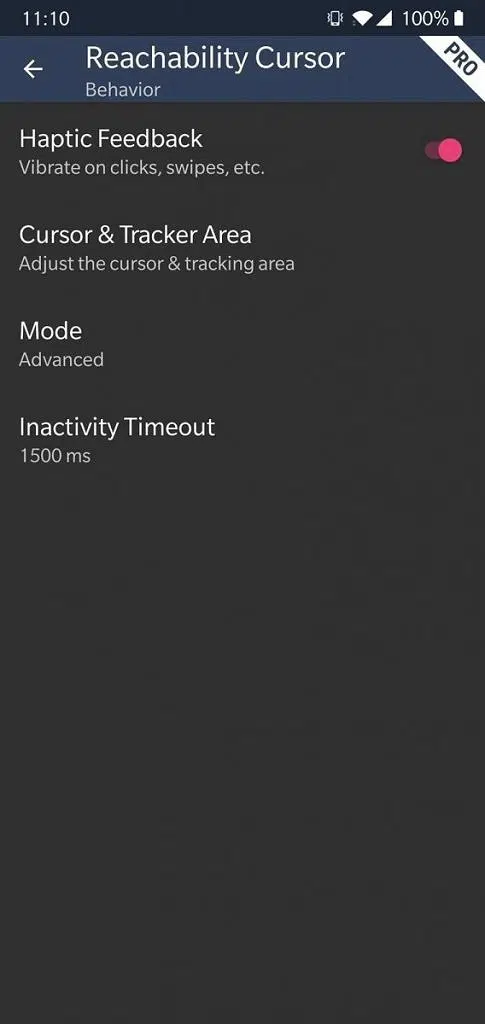 11:10 100%
Reachability Cursor
PRO
Behavior
Haptic Feedback
Vibrate on clicks, swipes, etc.
Cursor & Tracker Area
Adjust the cursor & tracking area
Mode
Advanced
Inactivity Timeout
1500 ms